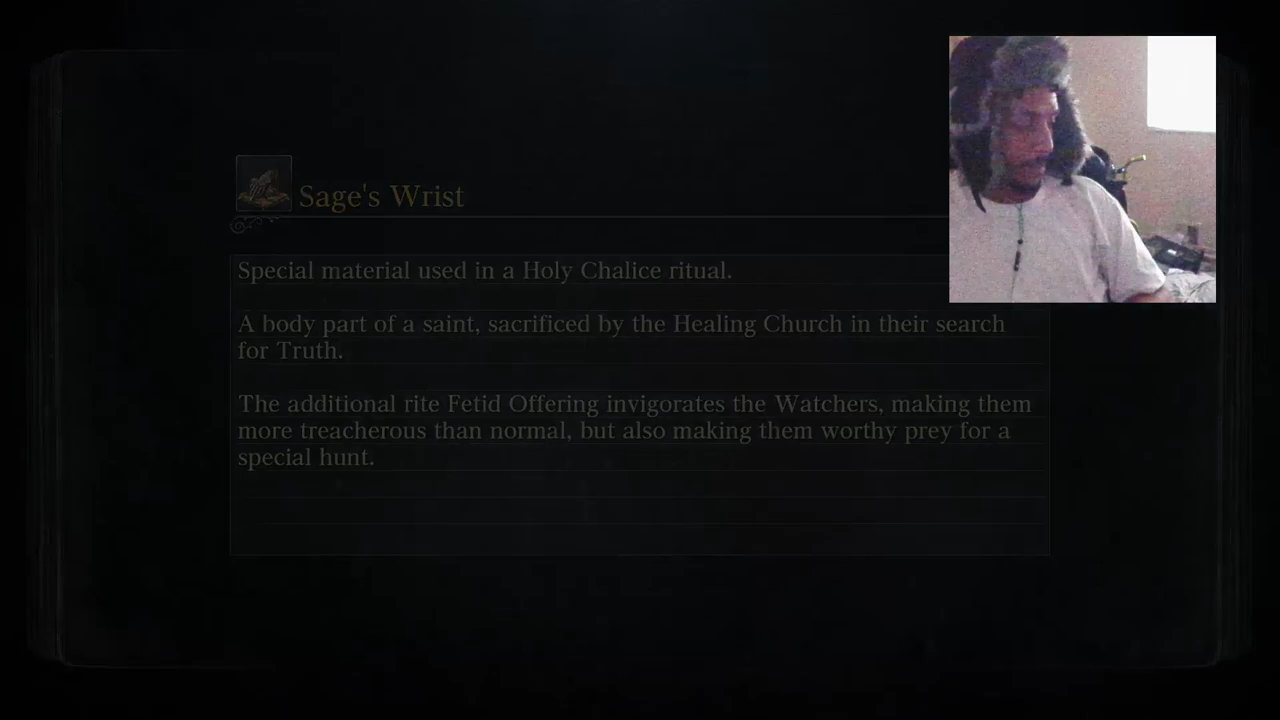 Sage's Wrist
Special material used in a Holy Chalice ritual.
A body part of a saint, sacrificed by the Healing Church in their search
for Truth.
The additional rite Fetid Offering invigorates the Watchers, making them
more treacherous than normal, but also making them worthy prey for a
special hunt.